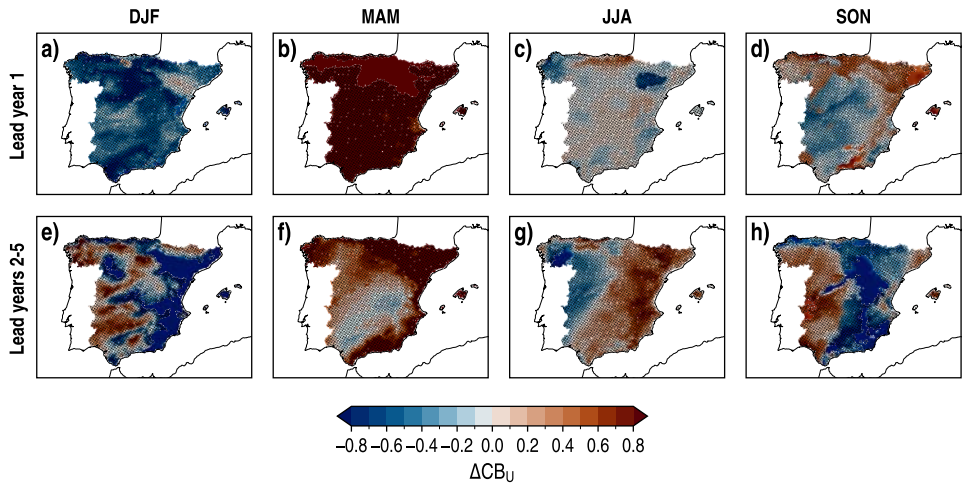 DJF MAM JJA SON
Lead year 1
a) b) c) d)
Lead years 2-5
e) f) g) h)
−0.8 −0.6 −0.4 −0.2 0.0 0.2 0.4 0.6 0.8
ΔCBU